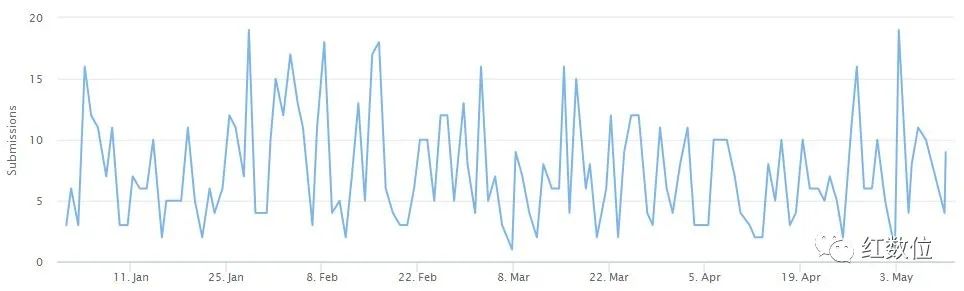 20
15
10
5
0
Submissions
11. Jan
25. Jan
8. Feb
22. Feb
8. Mar
22. Mar
5. Apr
19. Apr
3. May
红数位